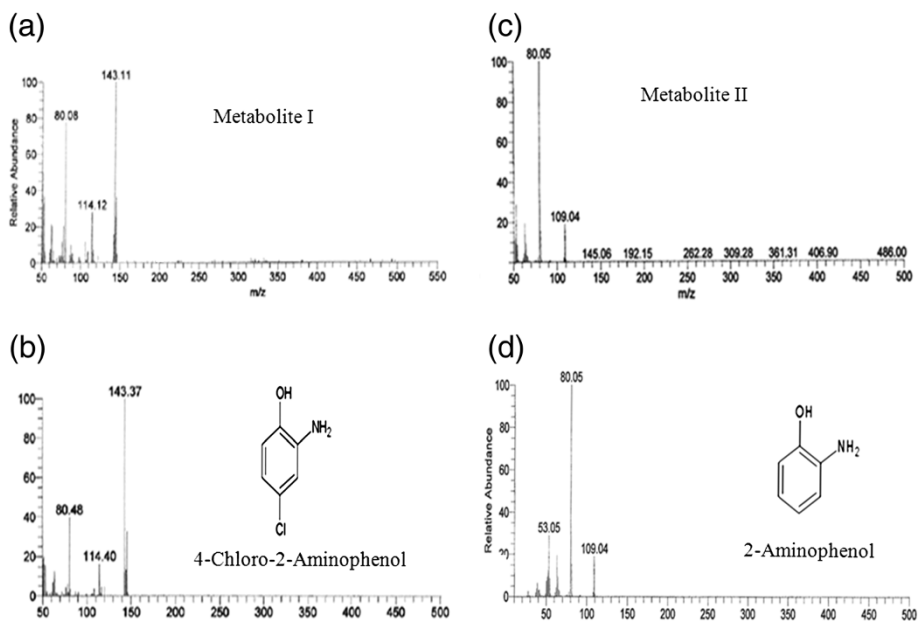 (a)
143.11
100
80.08
80
Metabolite I
60
Relative Abundance
40
114.12
20
0
50 100 150 200 250 300 350 400 450 500 550
m/z
(c)
80.05
100
80
Metabolite II
60
Relative Abundance
40
109.04
20
145.06 192.15 262.28 309.28 361.31 406.90 486.00
0
50 100 150 200 250 300 350 400 450 500
m/z
(b)
143.37
100
OH
80
NH2
60
80.48
40
Cl
114.40
4-Chloro-2-Aminophenol
20
0
50 100 150 200 250 300 350 400 450 500
(d)
80.05
100
OH
80
NH2
60
Relative Abundance
40
53.05
2-Aminophenol
109.04
20
0
50 100 150 200 250 300 350 400 450 500